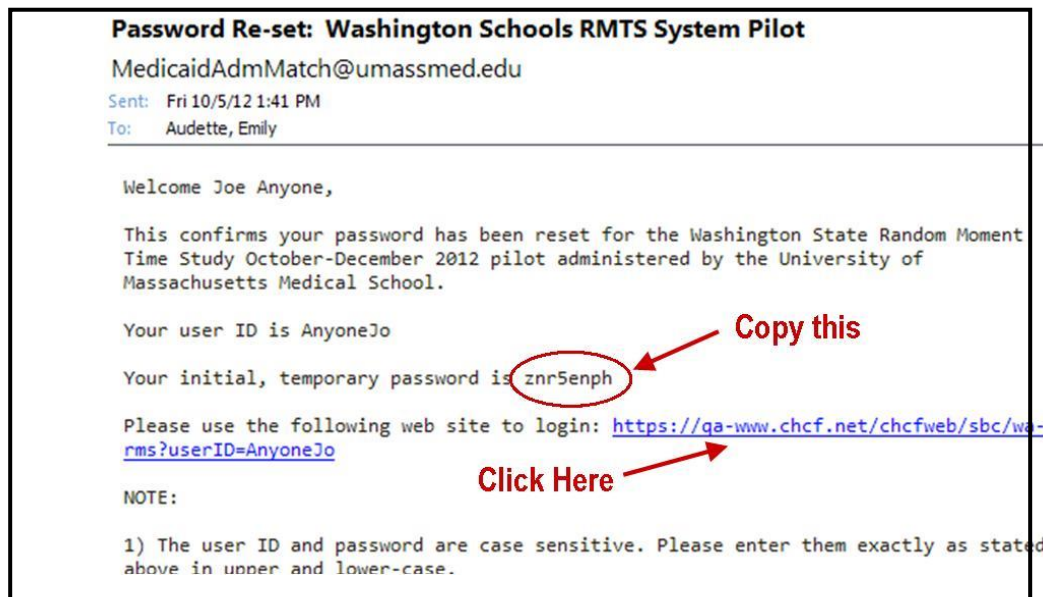 Password Re-set: Washington Schools RMTS System Pilot
MedicaidAdmMatch@umassmed.edu
Sent: Fri 10/5/12 1:41 PM
To: Audette, Emily
Welcome Joe Anyone,
This confirms your password has been reset for the Washington State Random Moment
Time Study October-December 2012 pilot administered by the University of
Massachusetts Medical School.
Your user ID is AnyoneJo
Copy this
Your initial, temporary password is znr5enph
Please use the following web site to login: https://qa-www.chcf.net/chcfweb/sbc/wa-
rms?userID=AnyoneJo
Click Here
NOTE:
1) The user ID and password are case sensitive. Please enter them exactly as stated
above in upper and lower-case.